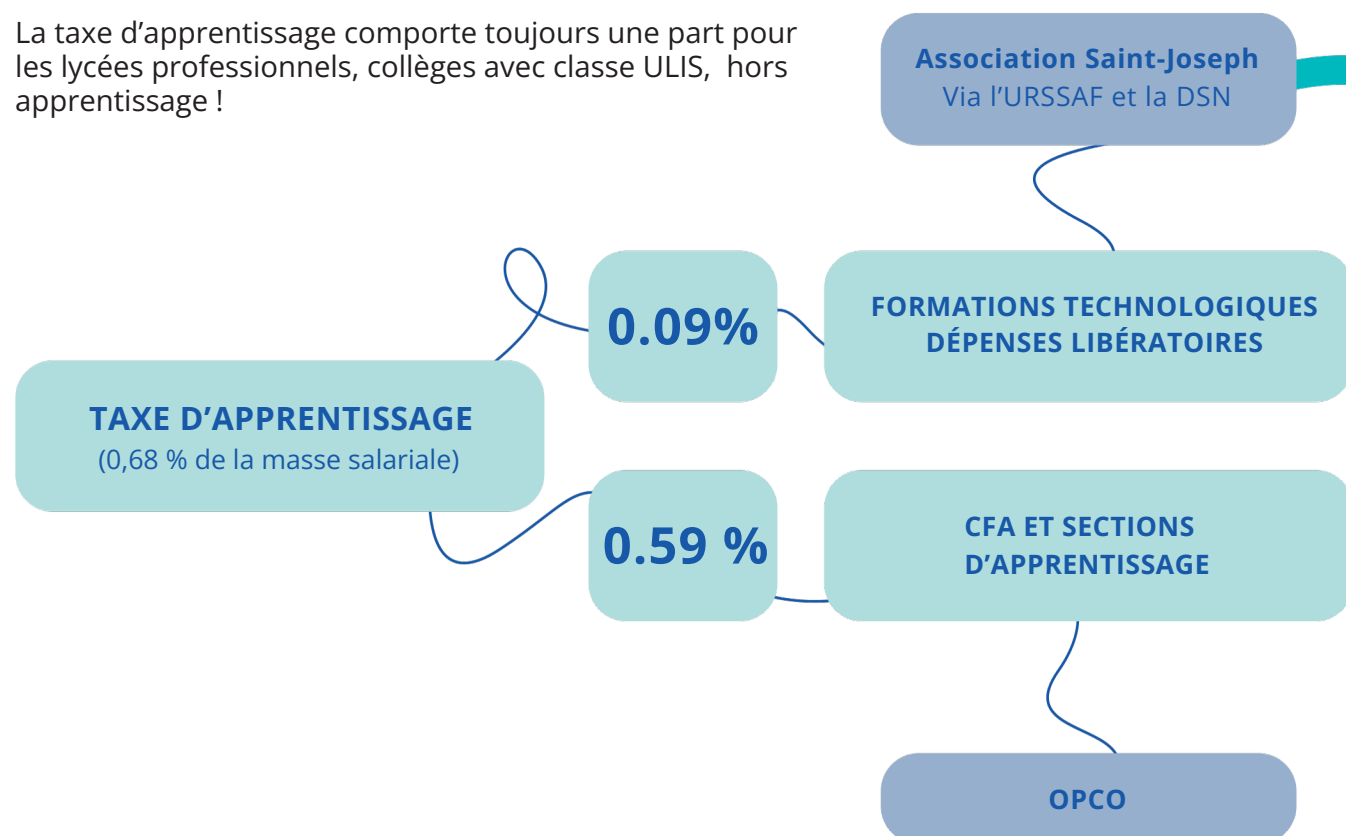 La taxe d’apprentissage comporte toujours une part pour
les lycées professionnels, collèges avec classe ULIS,  hors
apprentissage !
Association Saint-Joseph
Via l’URSSAF et la DSN
0.09%
FORMATIONS TECHNOLOGIQUES
DÉPENSES LIBÉRATOIRES
TAXE D’APPRENTISSAGE
(0,68 % de la masse salariale)
0.59 %
CFA ET SECTIONS
D’APPRENTISSAGE
OPCO